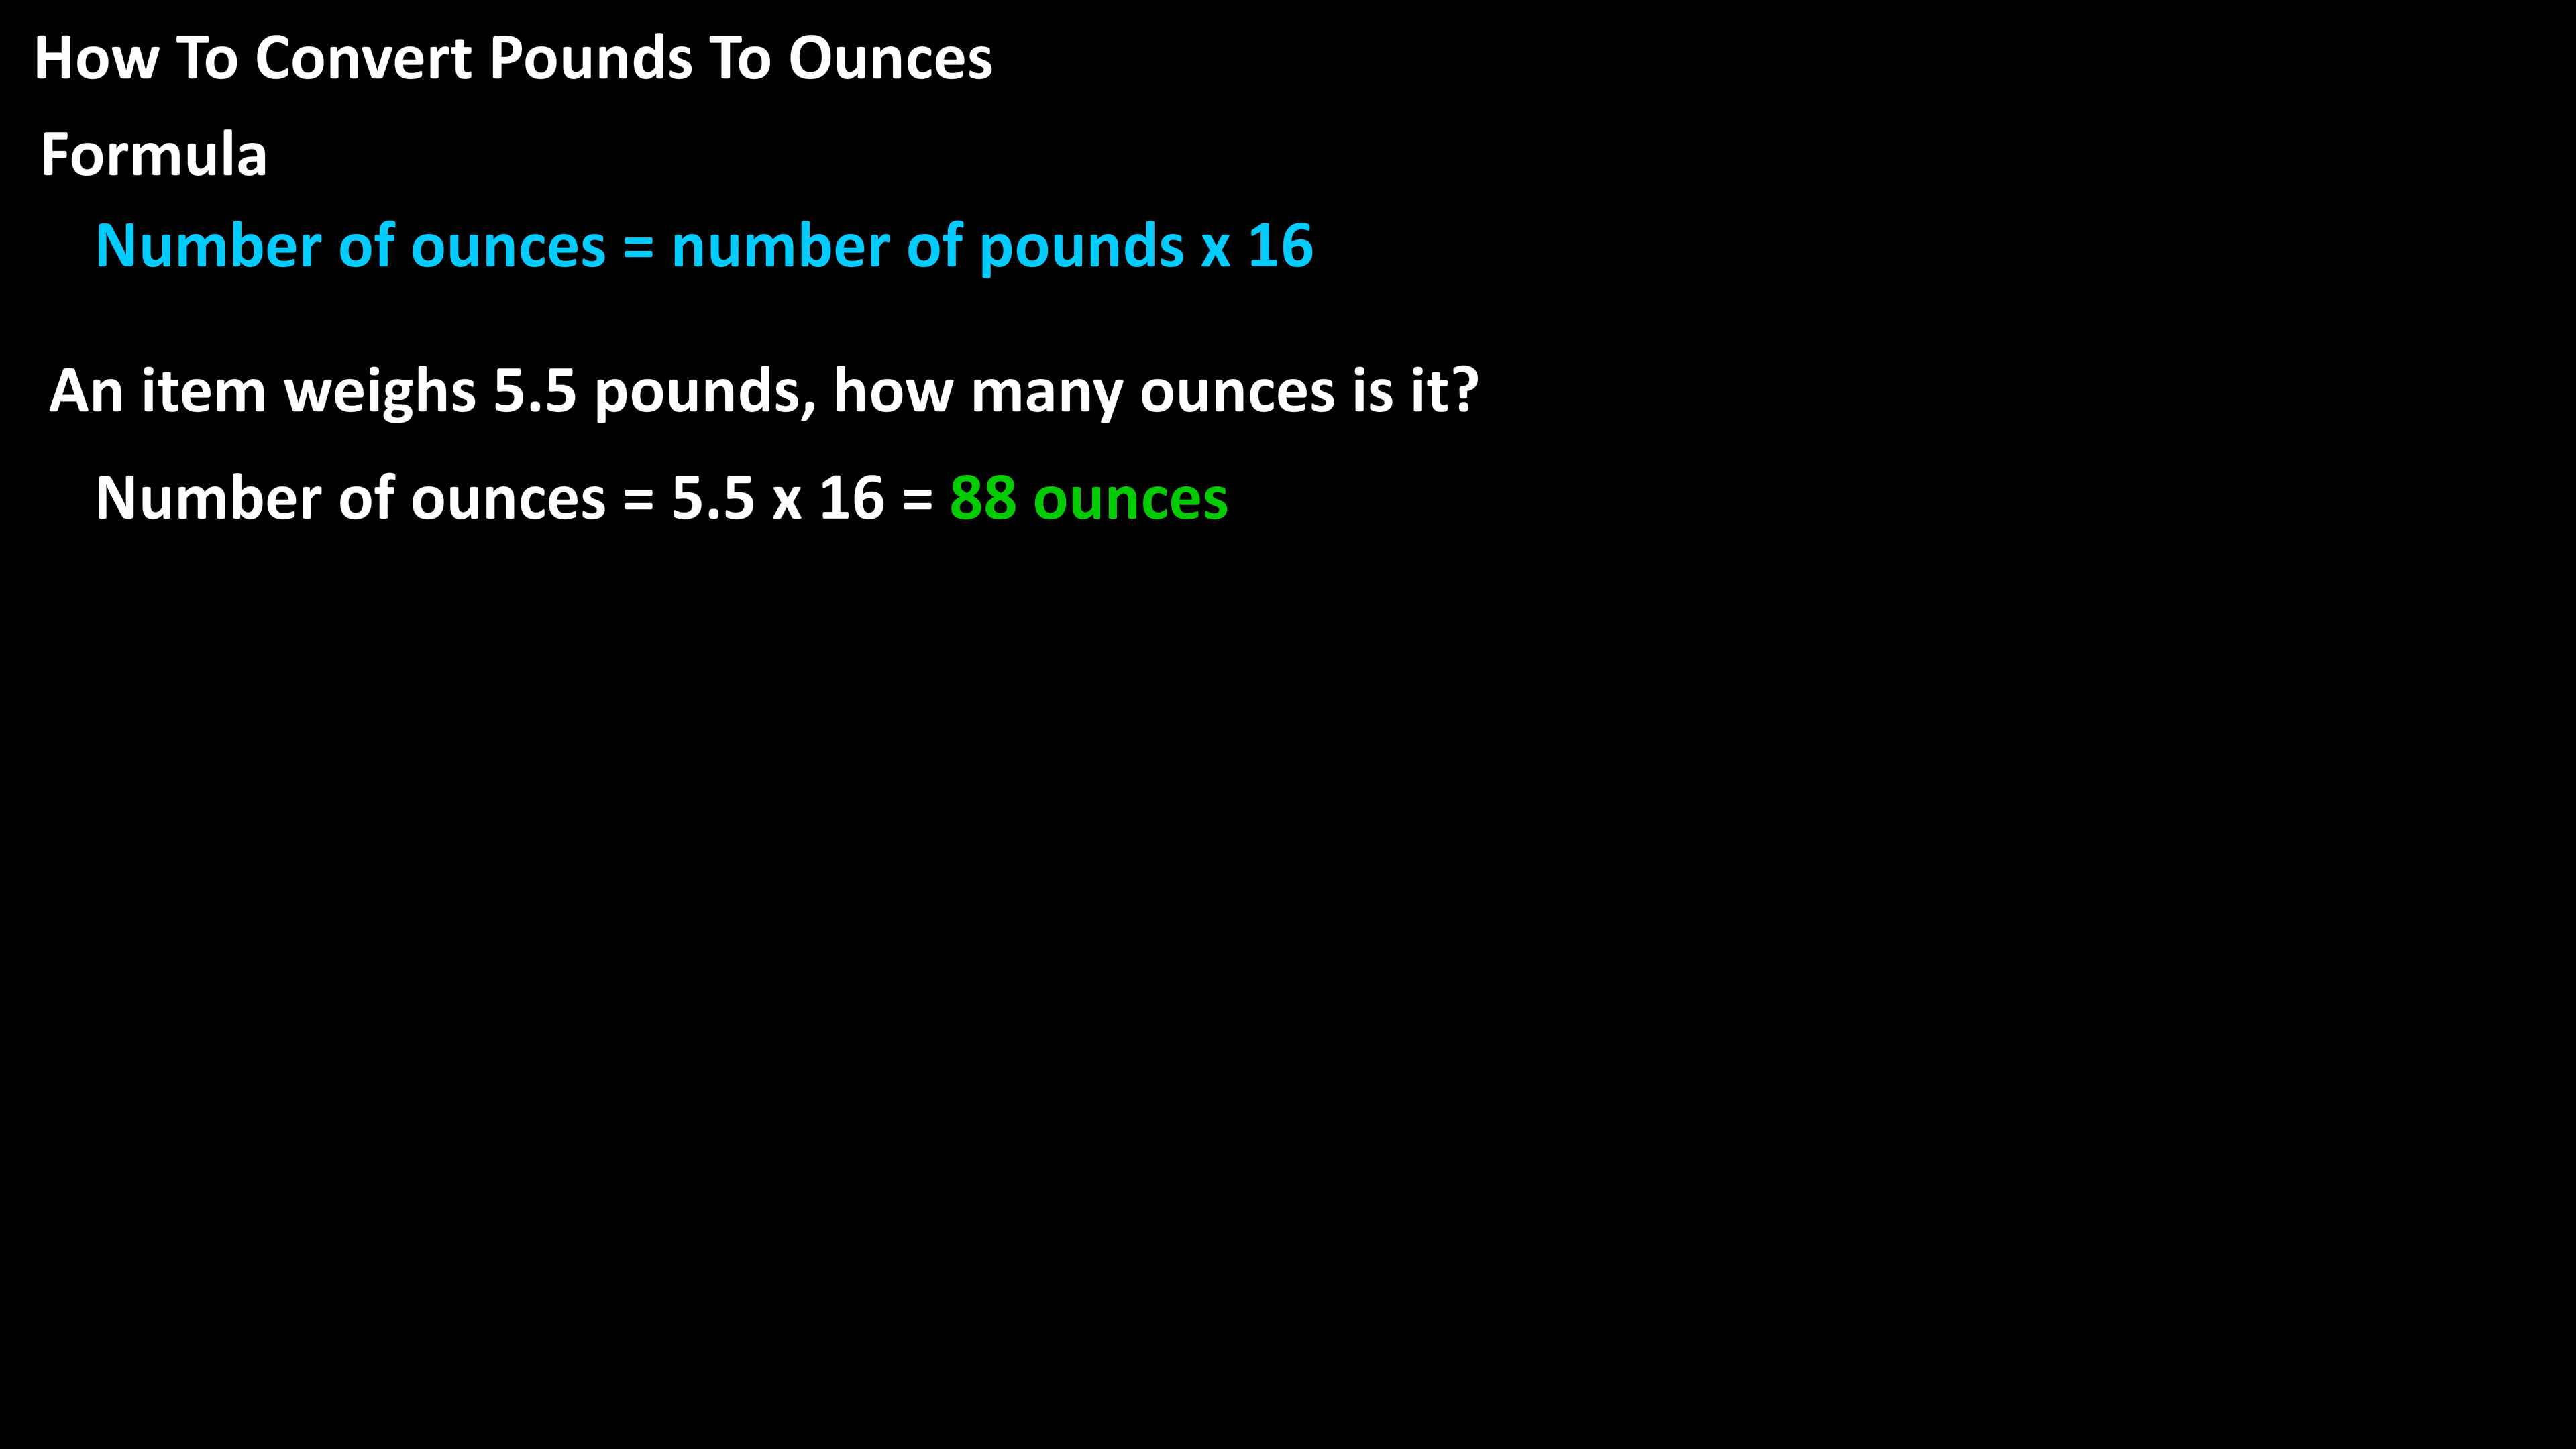 How To Convert Pounds To Ounces
Formula
Number of ounces = number of pounds x 16
An item weighs 5.5 pounds, how many ounces is it?
Number of ounces = 5.5 x 16 = 88 ounces